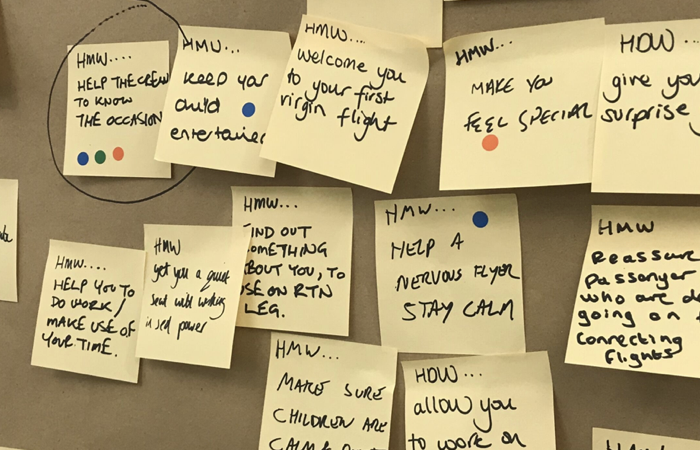 HMW....
HELP THE CREW
TO KNOW
THE OCCASION
HMW...
keep your
child
entertained
HMW...
welcome you
to your first
virgin flight
HMW...
MAKE YOU
FEEL SPECIAL
HOW...
give you
surprise
HMW....
HELP YOU TO
DO WORK/
MAKE USE OF
YOUR TIME.
HMW
get you a quiet
seat with working
in seat power
HMW...
FIND OUT
SOMETHING
ABOUT YOU, TO
USE ON RTN
LEG.
HMW...
HELP A
NERVOUS FLYER
STAY CALM
HMW
Reassure
passenger
who are
going on
connecting
flights
HMW...
MAKE SURE
CHILDREN ARE
CALM
HOW...
allow you
to work on